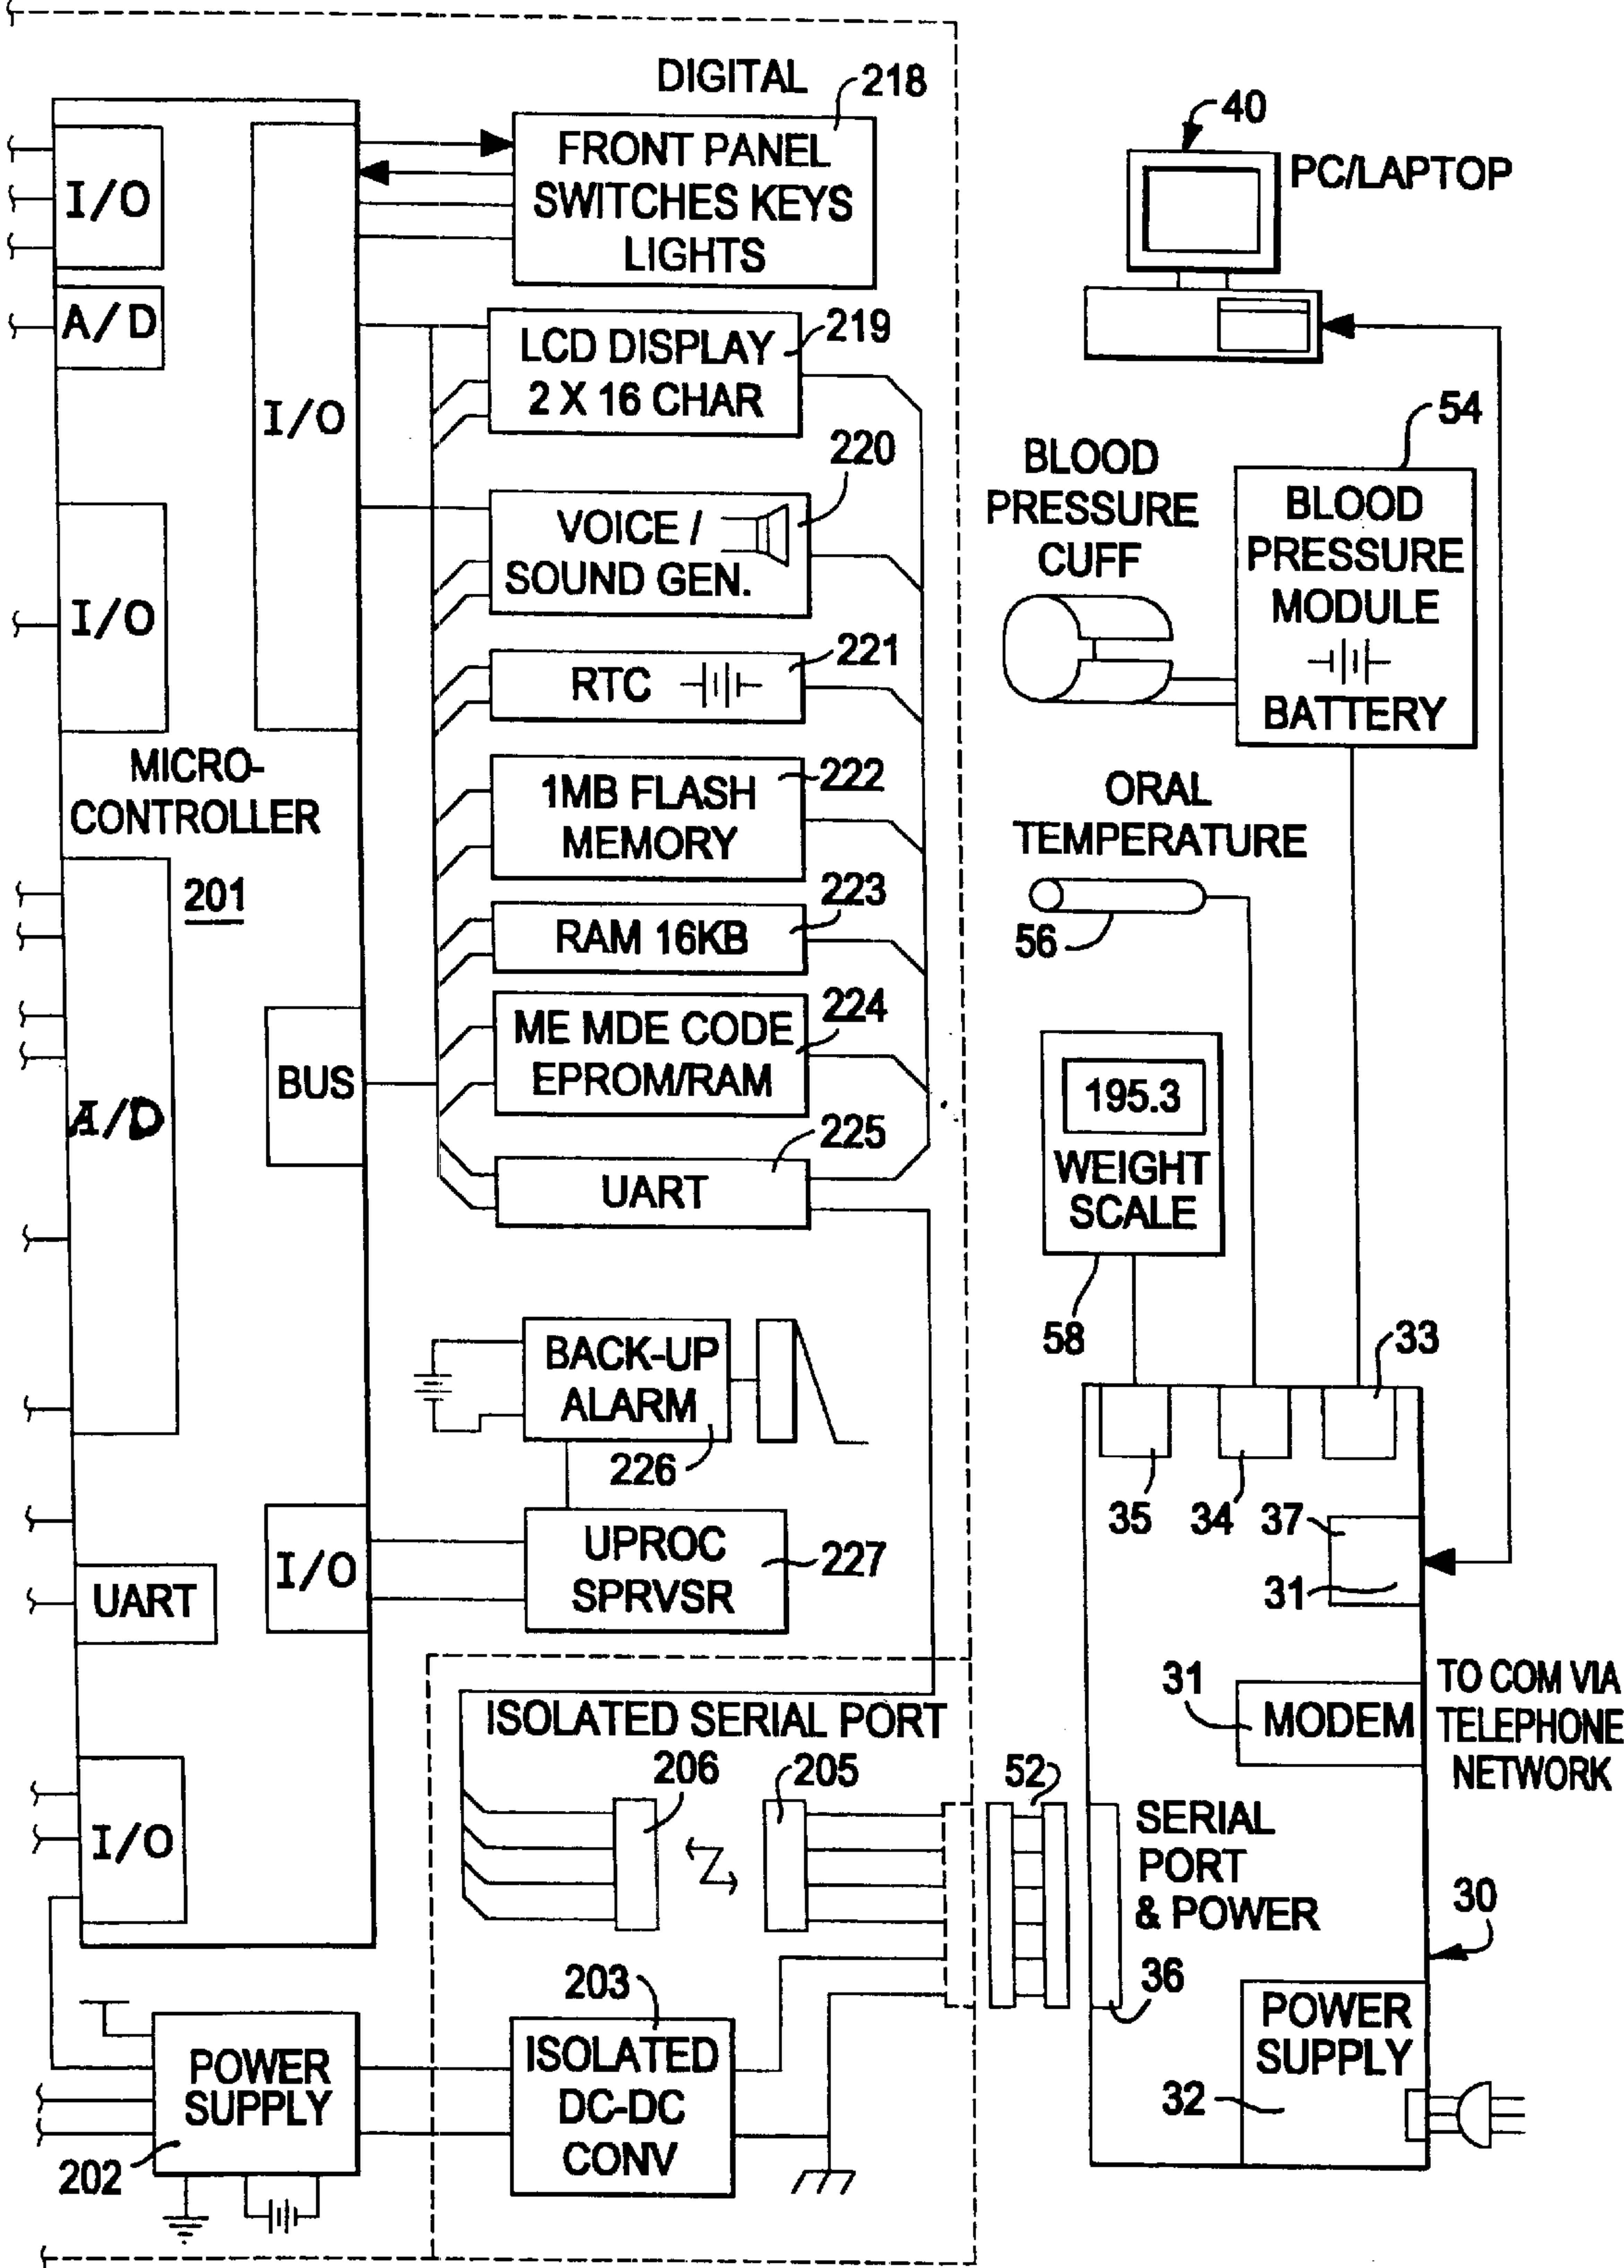 DIGITAL
218
FRONT PANEL
SWITCHES KEYS
LIGHTS
I/O
A/D
I/O
I/O
MICRO-
CONTROLLER
201
A/D
BUS
UART
I/O
I/O
219
LCD DISPLAY
2 X 16 CHAR
220
VOICE /
SOUND GEN.
221
RTC
222
1MB FLASH
MEMORY
223
RAM 16KB
224
ME MDE CODE
EPROM/RAM
225
UART
BACK-UP
ALARM
226
UPROC
SPRVSR
227
ISOLATED SERIAL PORT
206
205
203
ISOLATED
DC-DC
CONV
POWER
SUPPLY
202
40
PC/LAPTOP
54
BLOOD
PRESSURE
CUFF
BLOOD
PRESSURE
MODULE
BATTERY
ORAL
TEMPERATURE
56
195.3
WEIGHT
SCALE
58
33
35
34
37
31
31
MODEM
TO COM VIA
TELEPHONE
NETWORK
52
SERIAL
PORT
& POWER
30
36
POWER
SUPPLY
32